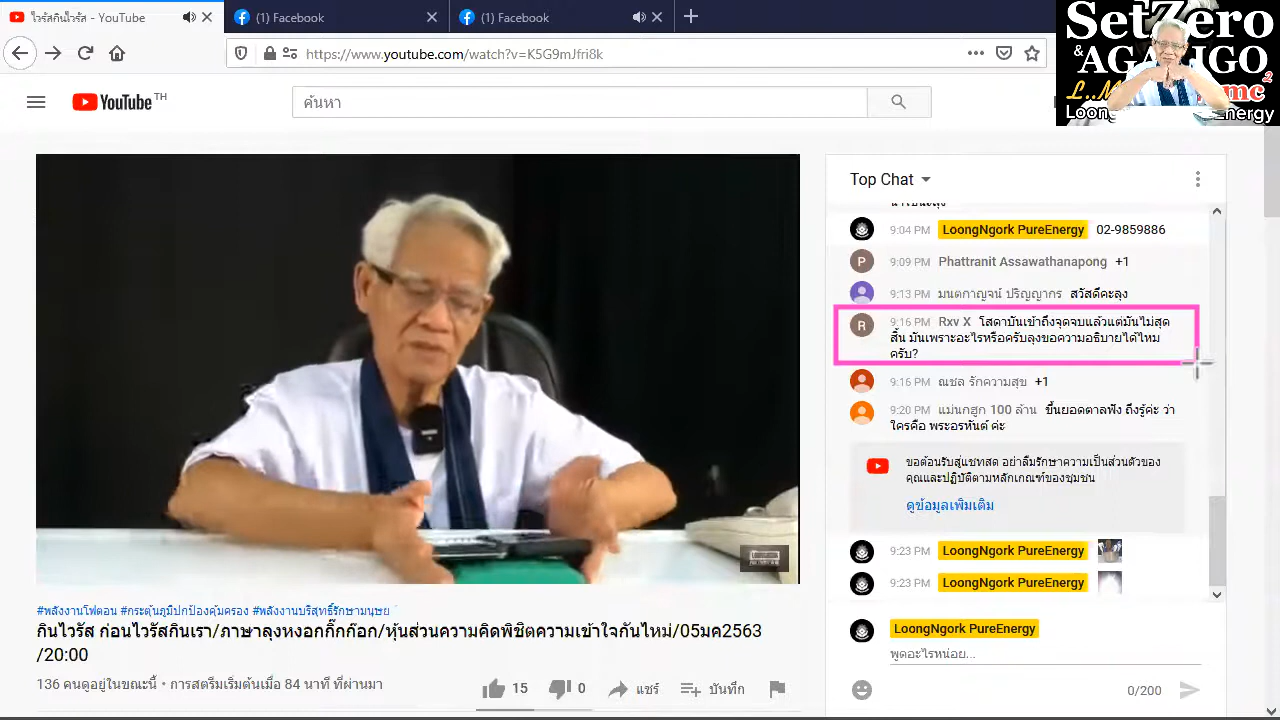 ไวรัสกินไวรัส - YouTube
(1) Facebook
(1) Facebook
https://www.youtube.com/watch?v=K5G9mJfri8k
SetZero
&
YouTube TH
ค้นหา
Top Chat
9:04 PM LoongNgork PureEnergy 02-9859886
9:09 PM Phattranit Assawathanapong +1
9:13 PM มนตกาญจน์ ปริญญากร สวัสดีคะลุง
9:16 PM Rxv X โสดาบันเข้าถึงจุดจบแล้วแต่มันไม่สุด
สิ้น มันเพราะอะไรหรือครับลุงขอความอธิบายได้ไหม
ครับ?
9:16 PM ณชล รักความสุข +1
9:20 PM แม่นกฮูก 100 ล้าน ขึ้นยอดตาลฟัง ถึงรู้ค่ะ ว่า
ใครคือ พระอรหันต์ ค่ะ
ขอต้อนรับสู่แชทสด อย่าลืมรักษาความเป็นส่วนตัวของ
คุณและปฏิบัติตามหลักเกณฑ์ของชุมชน
ดูข้อมูลเพิ่มเติม
9:23 PM LoongNgork PureEnergy
9:23 PM LoongNgork PureEnergy
LoongNgork PureEnergy
พูดอะไรหน่อย...
0/200
#พลังงานโฟตอน #กระตุ้นภูมิปกป้องคุ้มครอง #พลังงานบริสุทธิ์รักษามนุษย
กินไวรัส ก่อนไวรัสกินเรา/ภาษาลุงหงอกกิ๊กก๊อก/หุ้นส่วนความคิดพิชิตความเข้าใจกันไหม/05มค2563
/20:00
136 คนดูอยู่ในขณะนี้ • การสตรีมเริ่มต้นเมื่อ 84 นาที ที่ผ่านมา
15 0 แชร์ บันทึก